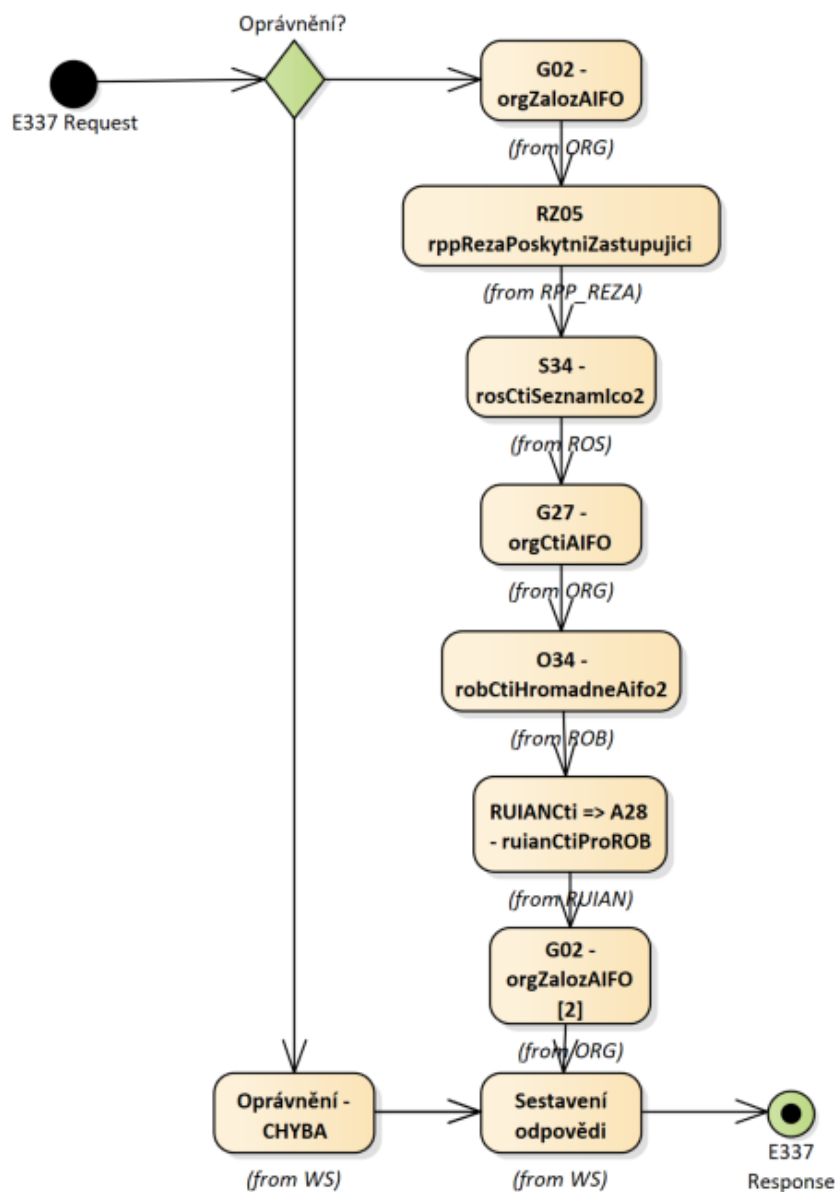 Oprávnění?
E337 Request
G02 -
orgZalozAIFO
(from ORG)
RZ05
rppRezaPoskytniZastupujici
(from RPP_REZA)
S34 -
rosCtiSeznamIco2
(from ROS)
G27 -
orgCtiAIFO
(from ORG)
O34 -
robCtiHromadneAifo2
(from ROB)
RUIANCti => A28
- ruianCtiProROB
(from RUIAN)
G02 -
orgZalozAIFO
[2]
(from ORG)
Oprávnění -
CHYBA
(from WS)
Sestavení
odpovědi
(from WS)
E337
Response